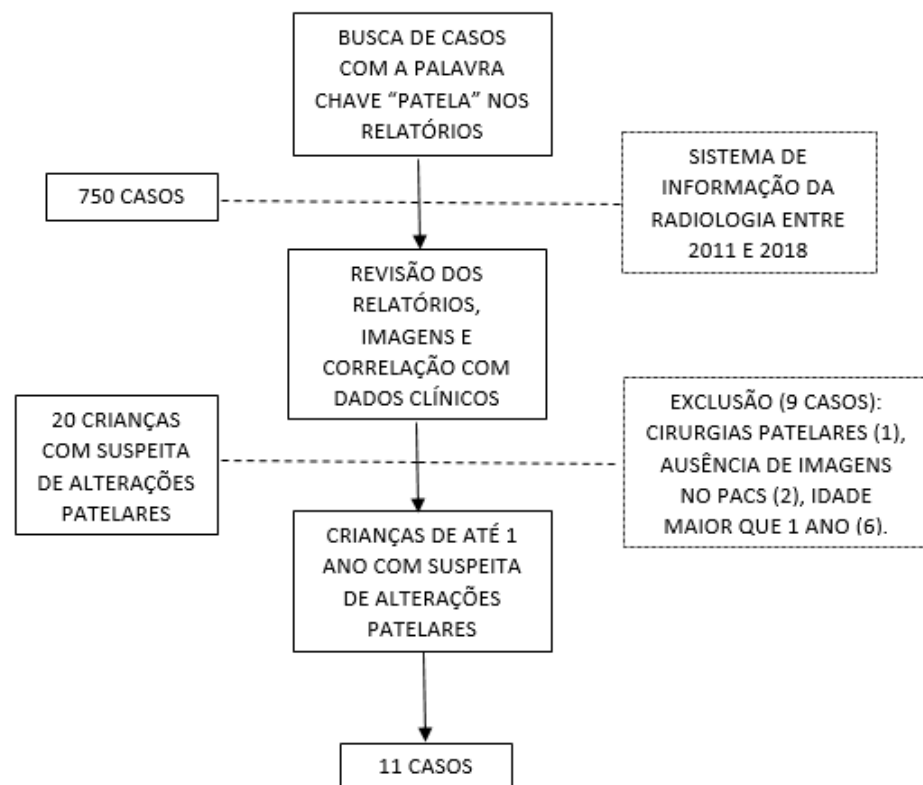 BUSCA DE CASOS
COM A PALAVRA
CHAVE “PATELA” NOS
RELATÓRIOS
750 CASOS
SISTEMA DE
INFORMAÇÃO DA
RADIOLOGIA ENTRE
2011 E 2018
REVISÃO DOS
RELATÓRIOS,
IMAGENS E
CORRELAÇÃO COM
DADOS CLÍNICOS
20 CRIANÇAS
COM SUSPEITA
DE ALTERAÇÕES
PATELARES
EXCLUSÃO (9 CASOS):
CIRURGIAS PATELARES (1),
AUSÊNCIA DE IMAGENS
NO PACS (2), IDADE
MAIOR QUE 1 ANO (6).
CRIANÇAS DE ATÉ 1
ANO COM SUSPEITA
DE ALTERAÇÕES
PATELARES
11 CASOS